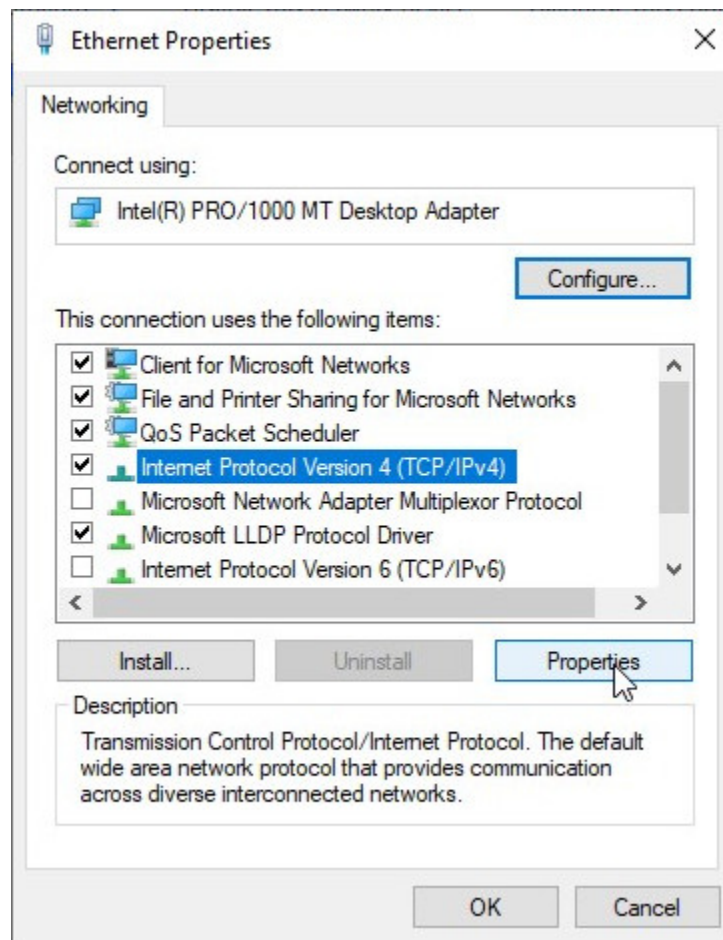 Ethernet Properties
Networking
Connect using:
Intel(R) PRO/1000 MT Desktop Adapter
Configure...
This connection uses the following items:
Client for Microsoft Networks
File and Printer Sharing for Microsoft Networks
QoS Packet Scheduler
Internet Protocol Version 4 (TCP/IPv4)
Microsoft Network Adapter Multiplexor Protocol
Microsoft LLDP Protocol Driver
Internet Protocol Version 6 (TCP/IPv6)
Install... Uninstall Properties
Description
Transmission Control Protocol/Internet Protocol. The default
wide area network protocol that provides communication
across diverse interconnected networks.
OK Cancel